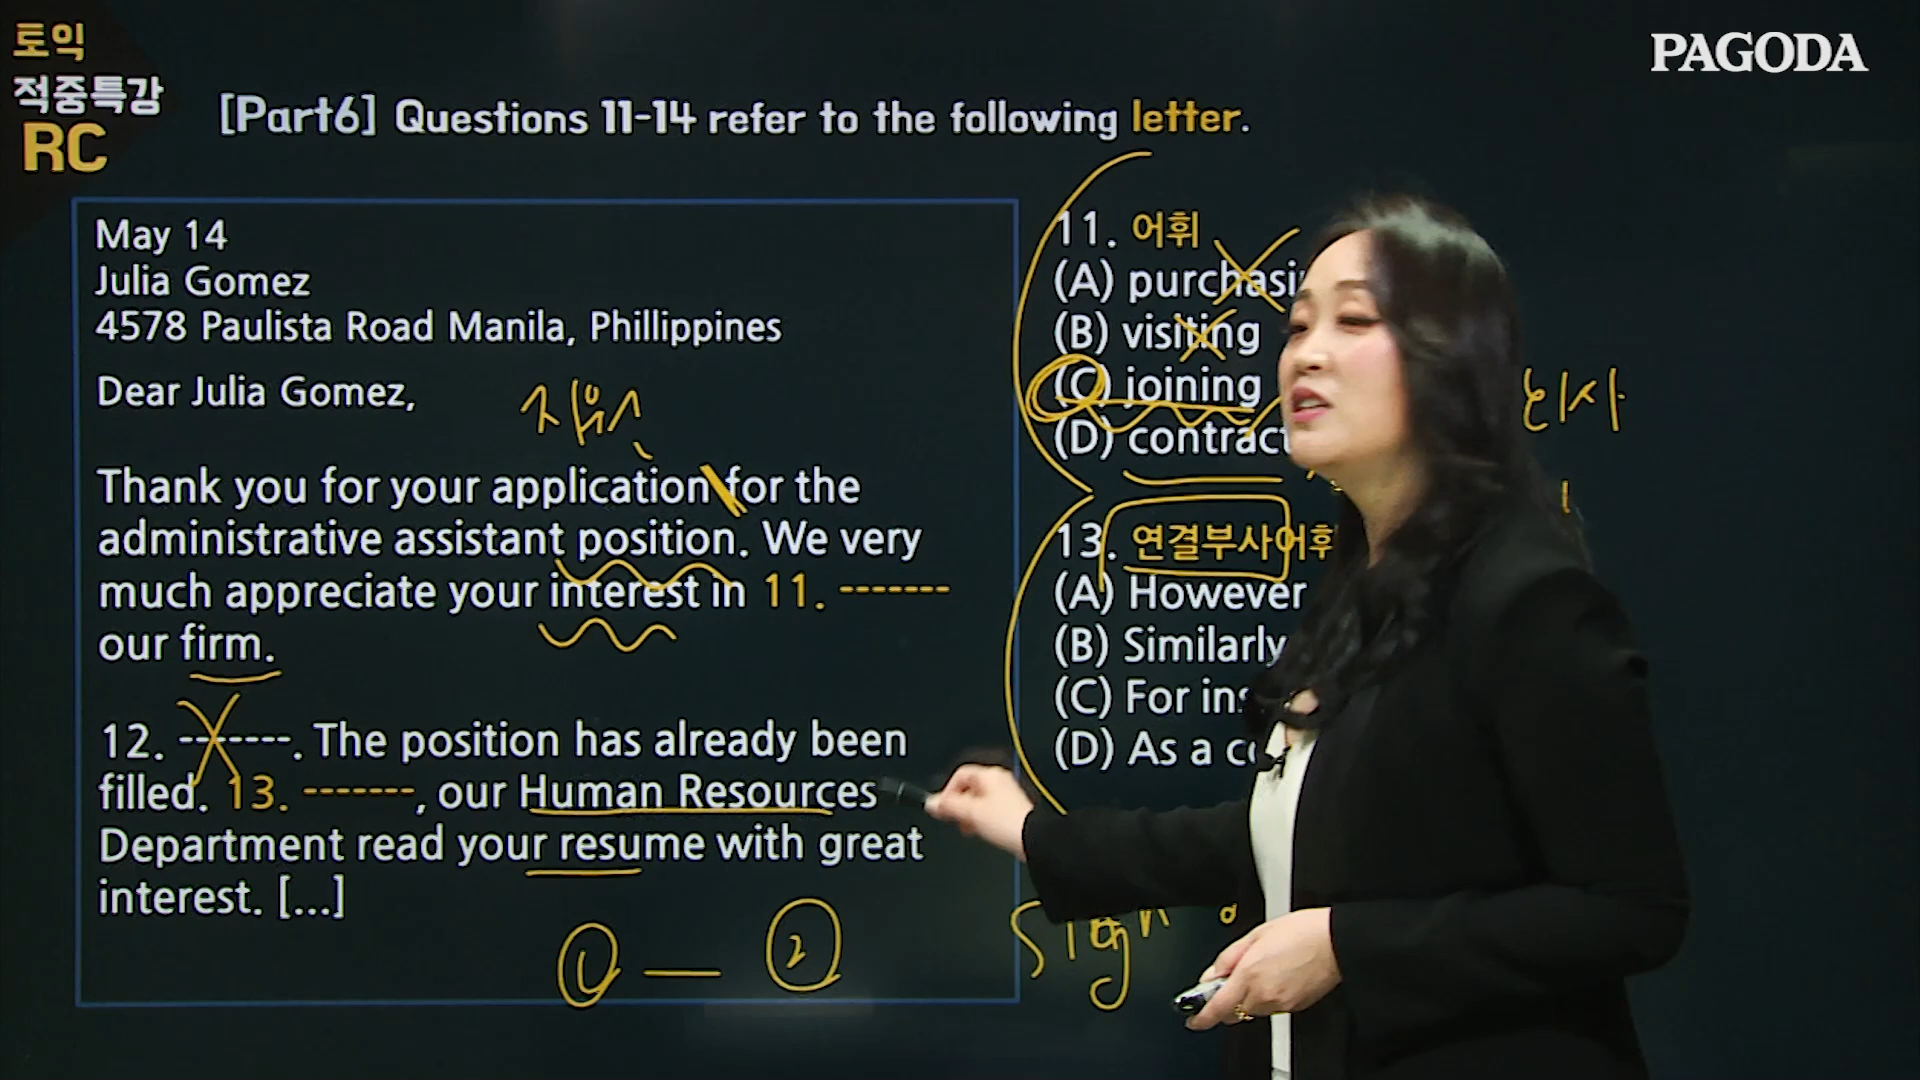 토익
적중특강
RC
PAGODA
[Part6] Questions 11-14 refer to the following letter.
May 14
Julia Gomez
4578 Paulista Road Manila, Phillippines
Dear Julia Gomez,
Thank you for your application for the
administrative assistant position. We very
much appreciate your interest in 11. -------
our firm.
12. -------. The position has already been
filled. 13. -------, our Human Resources
Department read your resume with great
interest. [...]
① — ②
11. 어휘
(A) purchasi
(B) visiting
(C) joining
(D) contract
13. 연결부사어휘
(A) However
(B) Similarly
(C) For ins
(D) As a co
Sign